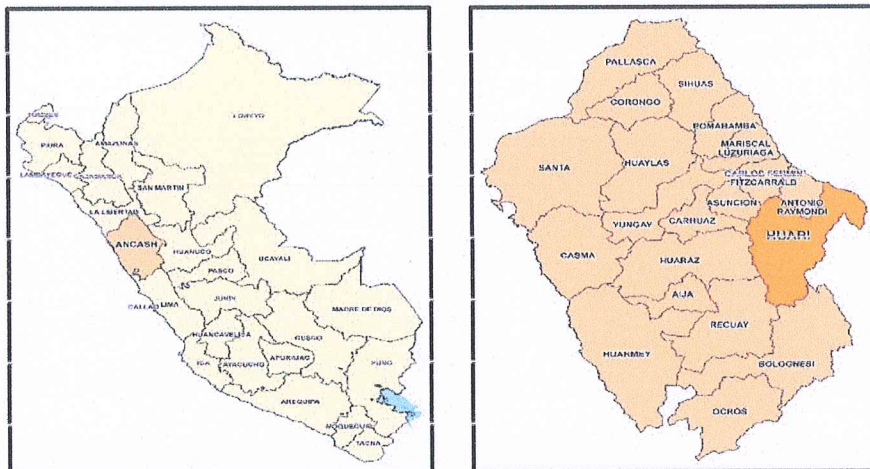 TUMBES
LORETO
PIURA
AMAZONAS
LAMBAYEQUE
CAJAMARCA
SAN MARTIN
LA LIBERTAD
ANCASH
HUANUCO
UCAYALI
PASCO
CALLAO
LIMA
JUNIN
MADRE DE DIOS
HUANCAVELICA
CUSCO
ICA
AYACUCHO
APURIMAC
PUNO
AREQUIPA
MOQUEGUA
TACNA
PALLASCA
SIHUAS
CORONGO
POMABAMBA
MARISCAL
LUZURIAGA
SANTA
HUAYLAS
CARLOS FERMIN
FITZCARRALD
ASUNCION
ANTONIO
RAYMONDI
YUNGAY
CARHUAZ
HUARI
CASMA
HUARAZ
AIJA
RECUAY
HUARMEY
BOLOGNESI
OCROS